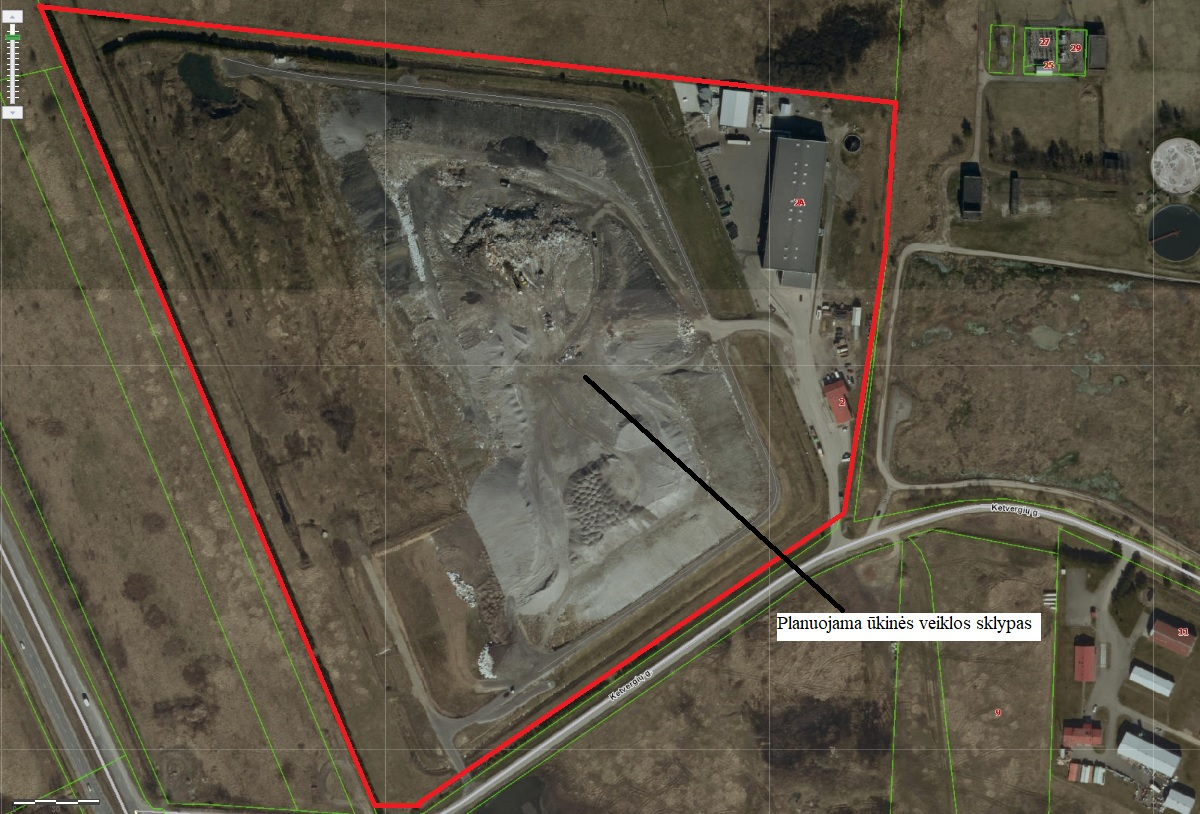 27
29
25
2A
2
Ketvergių g.
Planuojama ūkinės veiklos sklypas
11
Ketvergių g.
9